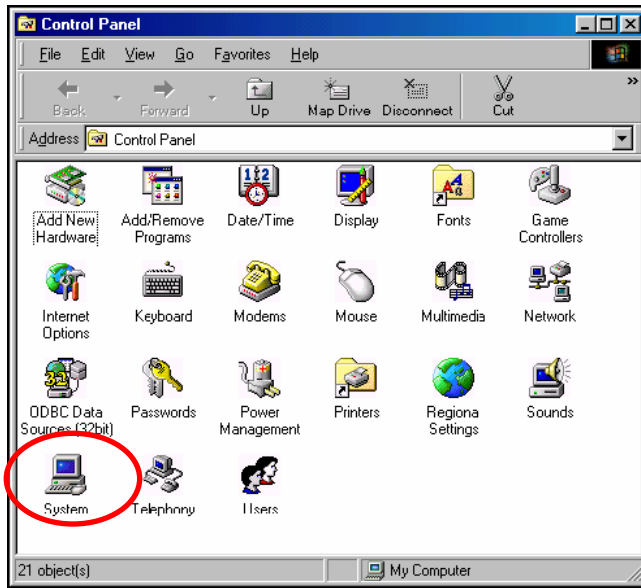 Control Panel
File Edit View Go Favorites Help
Back Forward Up Map Drive Disconnect Cut »
Address Control Panel
Add New Hardware
Add/Remove Programs
Date/Time
Display
Fonts
Game Controllers
Internet Options
Keyboard
Modems
Mouse
Multimedia
Network
ODBC Data Sources (32bit)
Passwords
Power Management
Printers
Regiona Settings
Sounds
System
Telephony
Users
21 object(s) My Computer